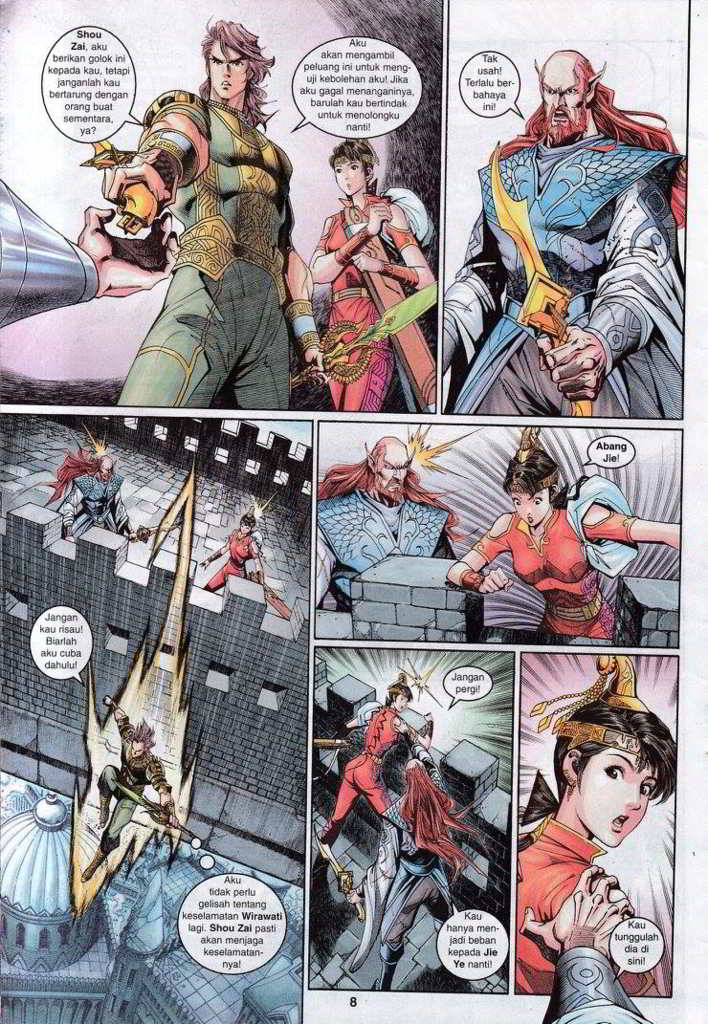 Shou
Zai, aku
berikan golok ini
kepada kau, tetapi
janganlah kau
bertarung dengan
orang buat
sementara,
ya?
Aku
akan mengambil
peluang ini untuk meng-
uji kebolehan aku! Jika
aku gagal menanganinya,
barulah kau bertindak
untuk menolongku
nanti!
Tak
usah!
Terlalu ber-
bahaya
ini!
Jangan
kau risau!
Biarlah
aku cuba
dahulu!
Aku
tidak perlu
gelisah tentang
keselamatan Wirawati
lagi. Shou Zai pasti
akan menjaga
keselamatan-
nya!
Abang
Jie!
Jangan
pergi!
Kau
hanya men-
jadi beban
kepada Jie
Ye nanti!
Kau
tunggulah
dia di
sini!
8